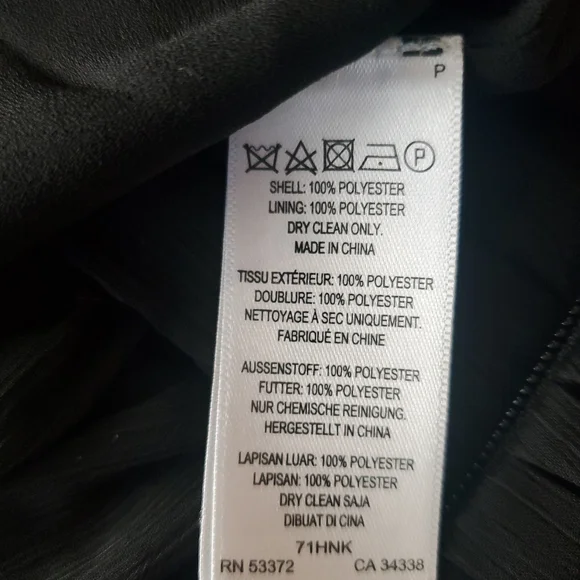 P
P
SHELL: 100% POLYESTER
LINING: 100% POLYESTER
DRY CLEAN ONLY.
MADE IN CHINA
TISSU EXTÉRIEUR: 100% POLYESTER
DOUBLURE: 100% POLYESTER
NETTOYAGE À SEC UNIQUEMENT.
FABRIQUÉ EN CHINE
AUSSENSTOFF: 100% POLYESTER
FUTTER: 100% POLYESTER
NUR CHEMISCHE REINIGUNG.
HERGESTELLT IN CHINA
LAPISAN LUAR: 100% POLYESTER
LAPISAN: 100% POLYESTER
DRY CLEAN SAJA
DIBUAT DI CINA
71HNK
RN 53372 CA 34338